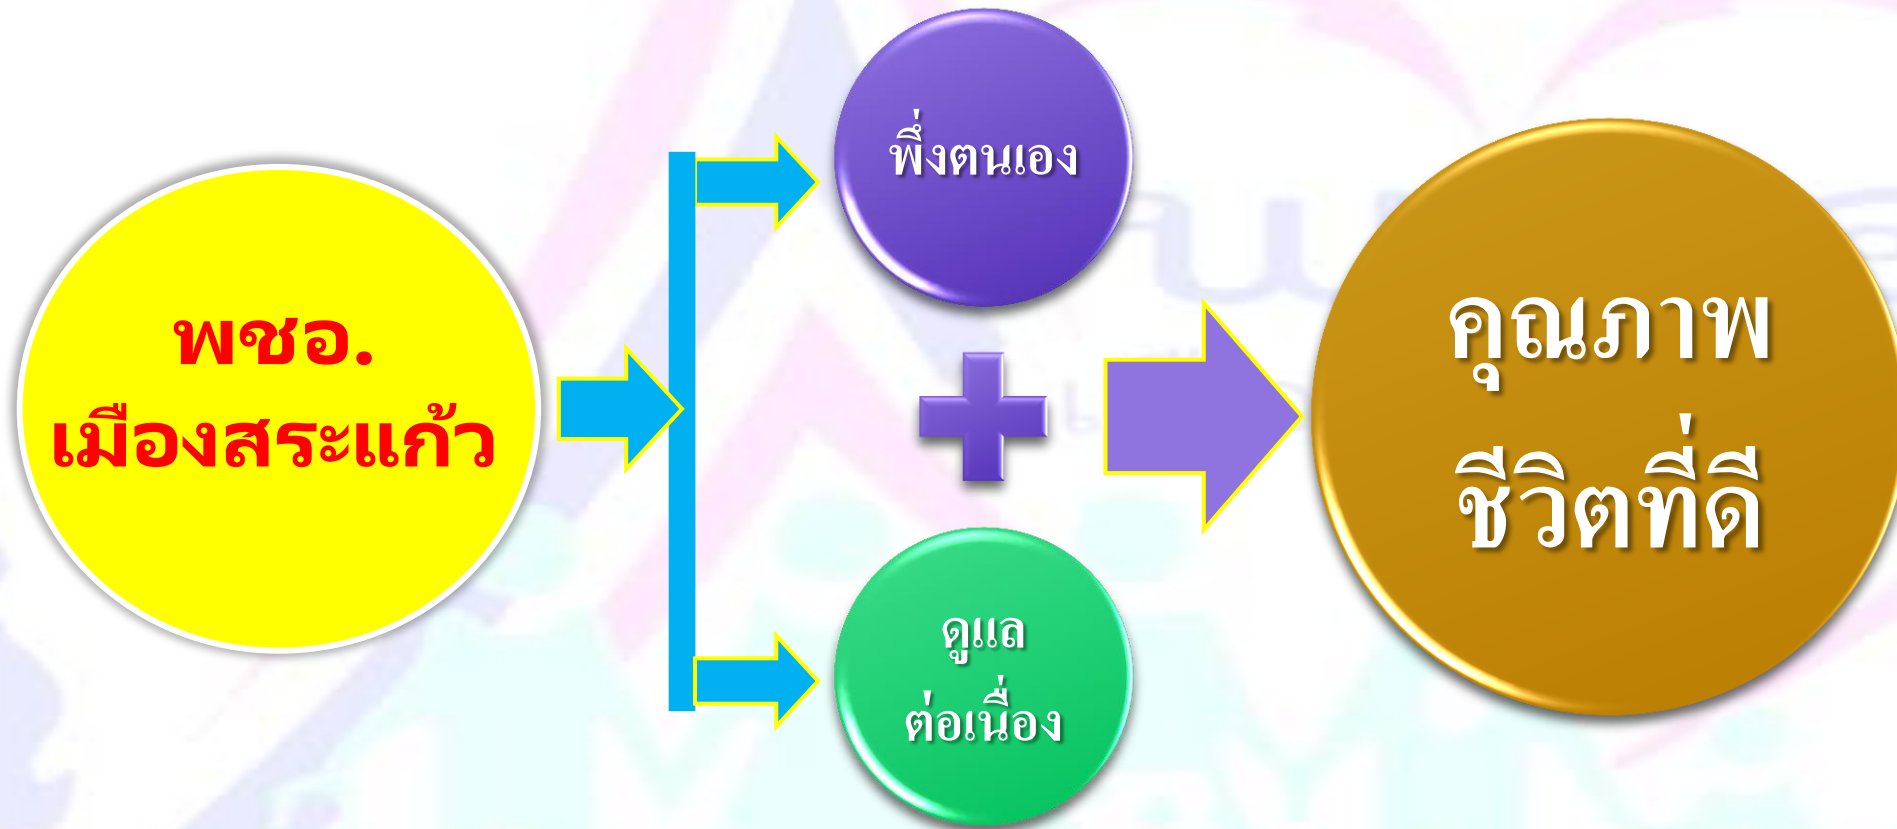 พชอ.
เมืองสระแก้ว
พึ่งตนเอง
ดูแล
ต่อเนื่อง
คุณภาพ
ชีวิตที่ดี